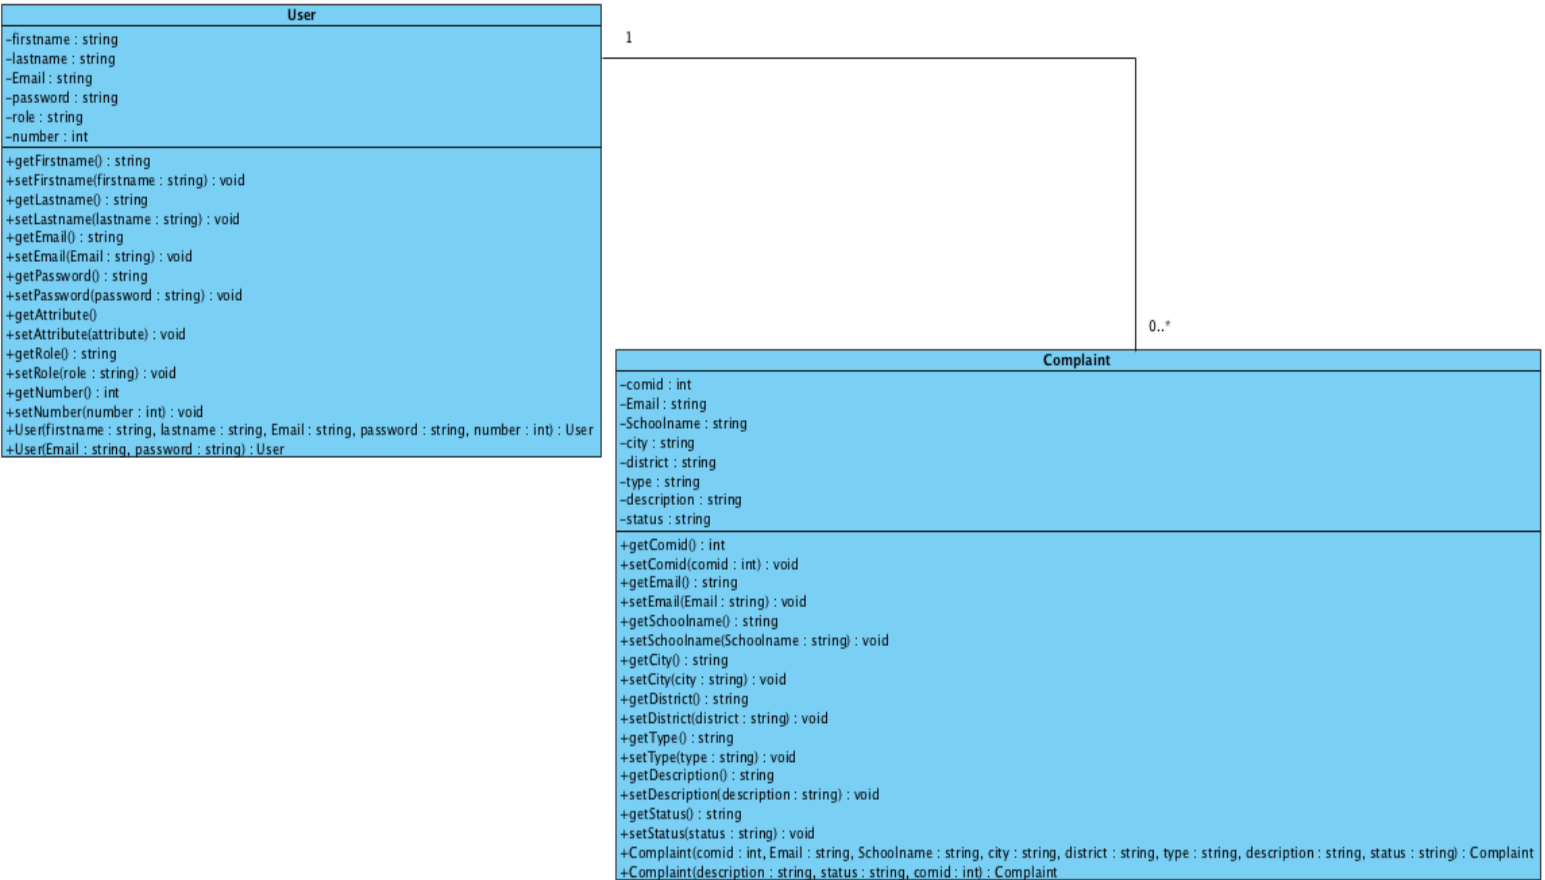 User
-firstname : string
-lastname : string
-Email : string
-password : string
-role : string
-number : int
+getFirstname() : string
+setFirstname(firstname : string) : void
+getLastname() : string
+setLastname(lastname : string) : void
+getEmail() : string
+setEmail(Email : string) : void
+getPassword() : string
+setPassword(password : string) : void
+getAttribute()
+setAttribute(attribute) : void
+getRole() : string
+setRole(role : string) : void
+getNumber() : int
+setNumber(number : int) : void
+User(firstname : string, lastname : string, Email : string, password : string, number : int) : User
+User(Email : string, password : string) : User
1
0..*
Complaint
-comid : int
-Email : string
-Schoolname : string
-city : string
-district : string
-type : string
-description : string
-status : string
+getComid() : int
+setComid(comid : int) : void
+getEmail() : string
+setEmail(Email : string) : void
+getSchoolname() : string
+setSchoolname(Schoolname : string) : void
+getCity() : string
+setCity(city : string) : void
+getDistrict() : string
+setDistrict(district : string) : void
+getType() : string
+setType(type : string) : void
+getDescription() : string
+setDescription(description : string) : void
+getStatus() : string
+setStatus(status : string) : void
+Complaint(comid : int, Email : string, Schoolname : string, city : string, district : string, type : string, description : string, status : string) : Complaint
+Complaint(description : string, status : string, comid : int) : Complaint